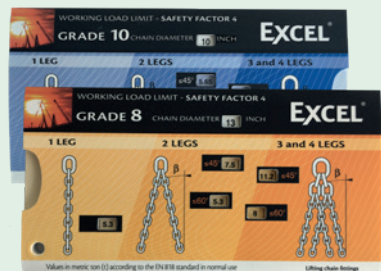 WORKING LOAD LIMIT - SAFETY FACTOR 4
GRADE 10 CHAIN DIAMETER 10 INCH
EXCEL®
1 LEG 2 LEGS 3 and 4 LEGS
≤45°
WORKING LOAD LIMIT - SAFETY FACTOR 4
GRADE 8 CHAIN DIAMETER 13 INCH
EXCEL®
1 LEG 2 LEGS 3 and 4 LEGS
β ≤45° 7.5 11.2 ≤45° β
5.3 ≤60° 5.3 8 ≤60°
Values in metric ton (t) according to the EN 818 standard in normal use
Lifting chain fittings